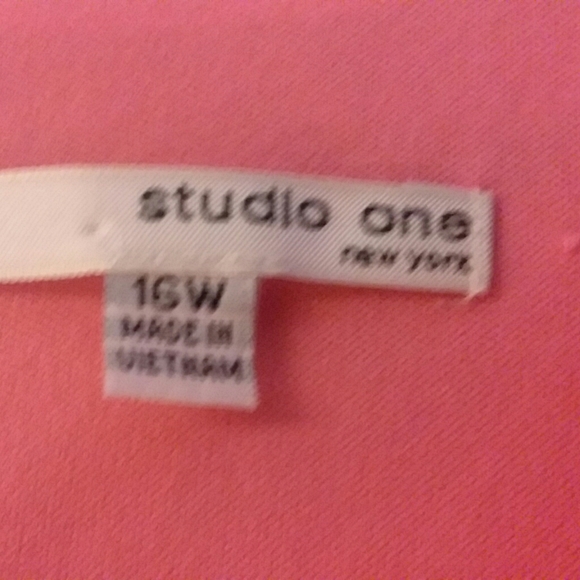 studio one
new york
16W
MADE IN
VIETNAM